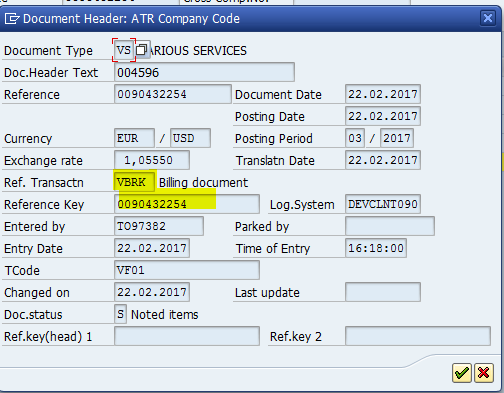 Document Header: ATR Company Code
Document Type VS VARIOUS SERVICES
Doc.Header Text 004596
Reference 0090432254 Document Date 22.02.2017
Posting Date 22.02.2017
Currency EUR / USD Posting Period 03 / 2017
Exchange rate 1,05550 Translatn Date 22.02.2017
Ref. Transactn VBRK Billing document
Reference Key 0090432254 Log.System DEVCLNT090
Entered by TO97382 Parked by
Entry Date 22.02.2017 Time of Entry 16:18:00
TCode VF01
Changed on 22.02.2017 Last update
Doc.status S Noted items
Ref.key(head) 1 Ref.key 2